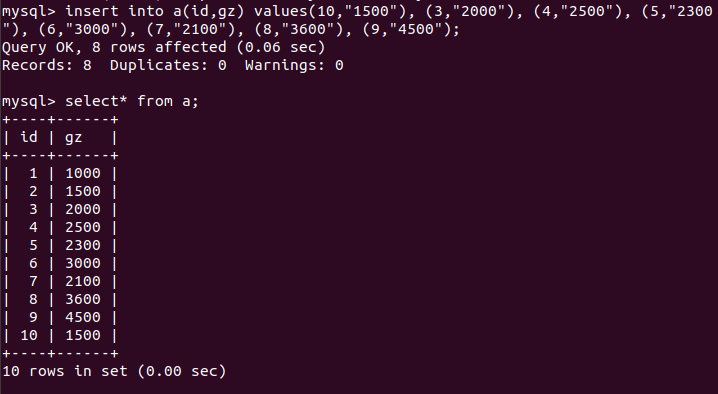 mysql> insert into a(id,gz) values(10,"1500"), (3,"2000"), (4,"2500"), (5,"2300
"), (6,"3000"), (7,"2100"), (8,"3600"), (9,"4500");
Query OK, 8 rows affected (0.06 sec)
Records: 8  Duplicates: 0  Warnings: 0

mysql> select* from a;
+----+------+
| id | gz   |
+----+------+
|  1 | 1000 |
|  2 | 1500 |
|  3 | 2000 |
|  4 | 2500 |
|  5 | 2300 |
|  6 | 3000 |
|  7 | 2100 |
|  8 | 3600 |
|  9 | 4500 |
| 10 | 1500 |
+----+------+
10 rows in set (0.00 sec)